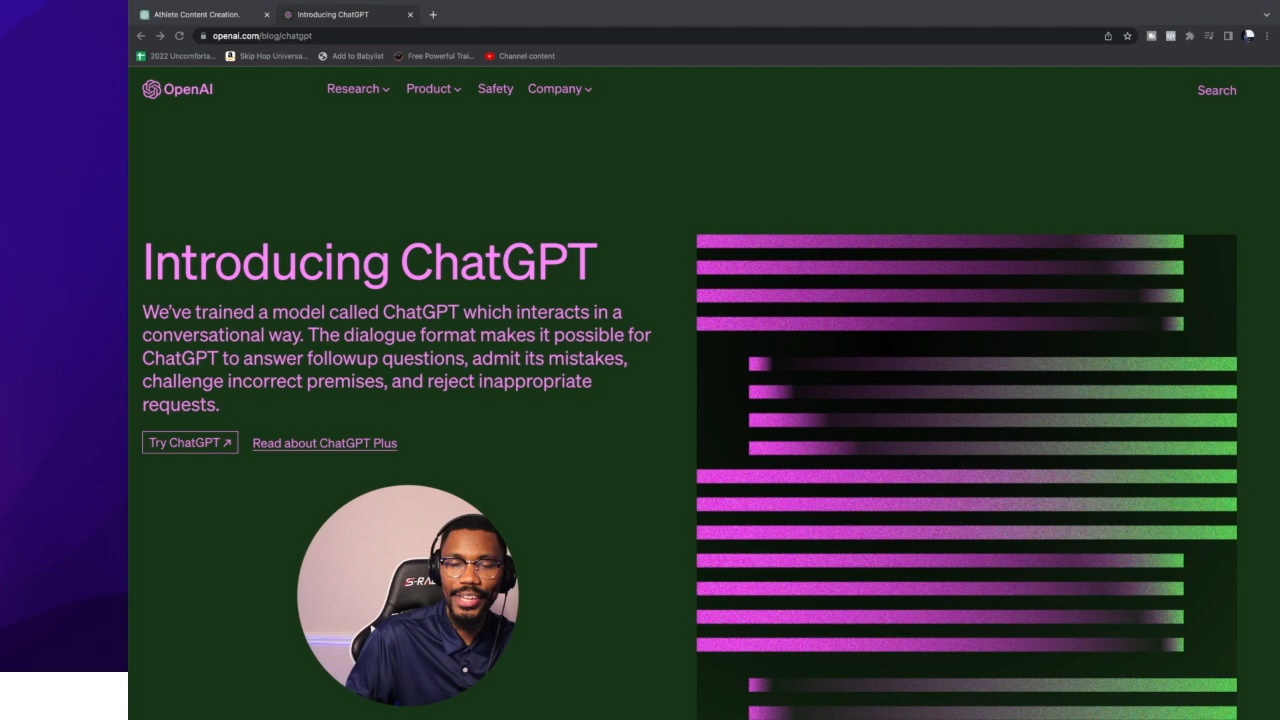 Athlete Content Creation.
Introducing ChatGPT
openai.com/blog/chatgpt
2022 Uncomforta...
Skip Hop Universa...
Add to Babylist
Free Powerful Trai...
Channel content
OpenAI
Research
Product
Safety
Company
Search
Introducing ChatGPT
We've trained a model called ChatGPT which interacts in a
conversational way. The dialogue format makes it possible for
ChatGPT to answer followup questions, admit its mistakes,
challenge incorrect premises, and reject inappropriate
requests.
Try ChatGPT ↗
Read about ChatGPT Plus